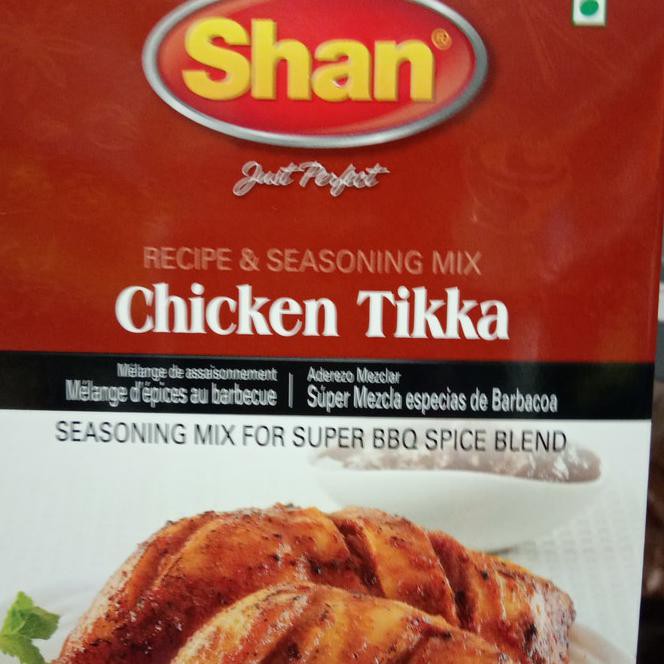 Shan®
Just Perfect
RECIPE & SEASONING MIX
Chicken Tikka
Mélange de assaisonnement
Mélange d'épices au barbecue
Aderezo Mezclar
Súper Mezcla especias de Barbacoa
SEASONING MIX FOR SUPER BBQ SPICE BLEND